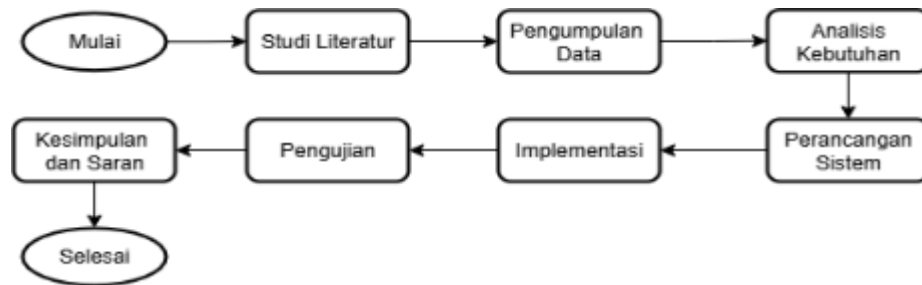 Mulai
Studi Literatur
Pengumpulan
Data
Analisis
Kebutuhan
Perancangan
Sistem
Implementasi
Pengujian
Kesimpulan
dan Saran
Selesai